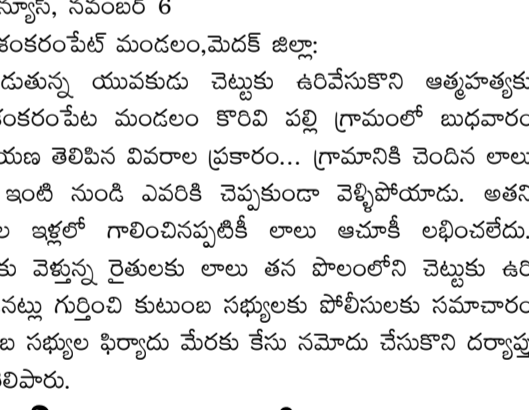 న్యూస్, నవంబర్ 6
శంకరంపేట్ మండలం,మెదక్ జిల్లా:
డుతున్న యువకుడు చెట్టుకు ఉరివేసుకొని ఆత్మహత్యకు
ంకరంపేట మండలం కొరివి పల్లి గ్రామంలో బుధవారం
యణ తెలిపిన వివరాల ప్రకారం... గ్రామానికి చెందిన లాలు
ఇంటి నుండి ఎవరికి చెప్పకుండా వెళ్ళిపోయాడు. అతని
ల ఇళ్లలో గాలించినప్పటికీ లాలు ఆచూకీ లభించలేదు.
కు వెళ్తున్న రైతులకు లాలు తన పొలంలోని చెట్టుకు ఉరి
నట్లు గుర్తించి కుటుంబ సభ్యులకు పోలీసులకు సమాచారం
బ సభ్యుల ఫిర్యాదు మేరకు కేసు నమోదు చేసుకొని దర్యాప్తు
లిపారు.